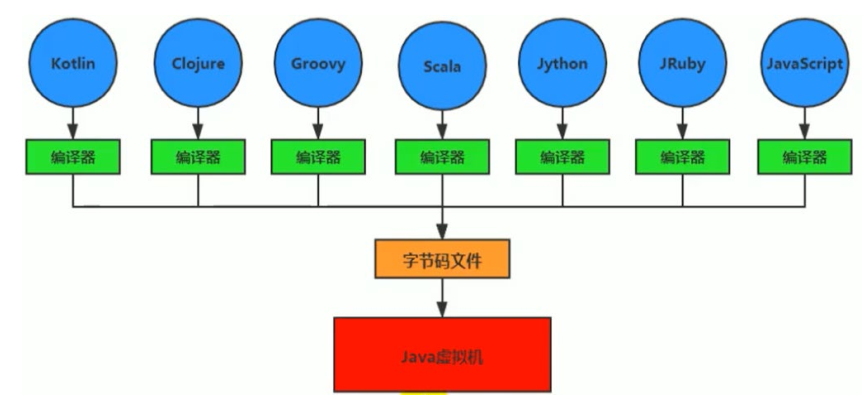 Kotlin
Clojure
Groovy
Scala
Jython
JRuby
JavaScript
编译器
编译器
编译器
编译器
编译器
编译器
编译器
字节码文件
Java虚拟机